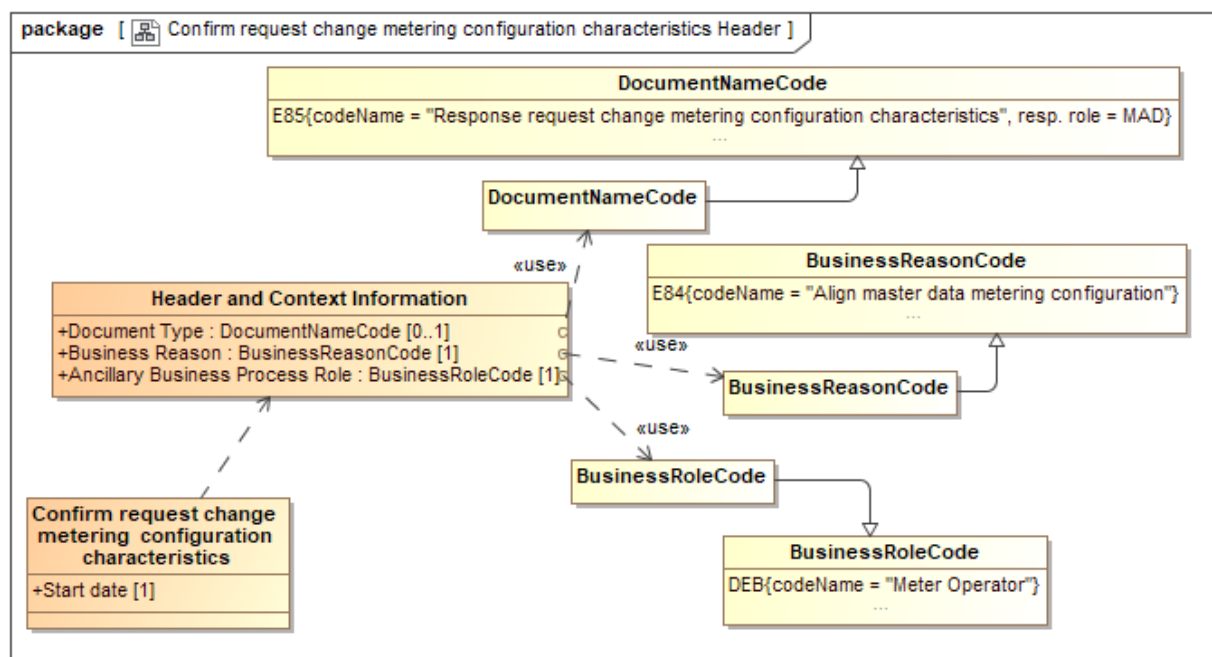 package [ Confirm request change metering configuration characteristics Header ]
DocumentNameCode
E85{codeName = "Response request change metering configuration characteristics", resp. role = MAD}
...
DocumentNameCode
«use»
BusinessReasonCode
E84{codeName = "Align master data metering configuration"}
...
Header and Context Information
+Document Type : DocumentNameCode [0..1]
+Business Reason : BusinessReasonCode [1]
+Ancillary Business Process Role : BusinessRoleCode [1]
«use»
BusinessReasonCode
«use»
BusinessRoleCode
Confirm request change
metering configuration
characteristics
+Start date [1]
BusinessRoleCode
DEB{codeName = "Meter Operator"}
...